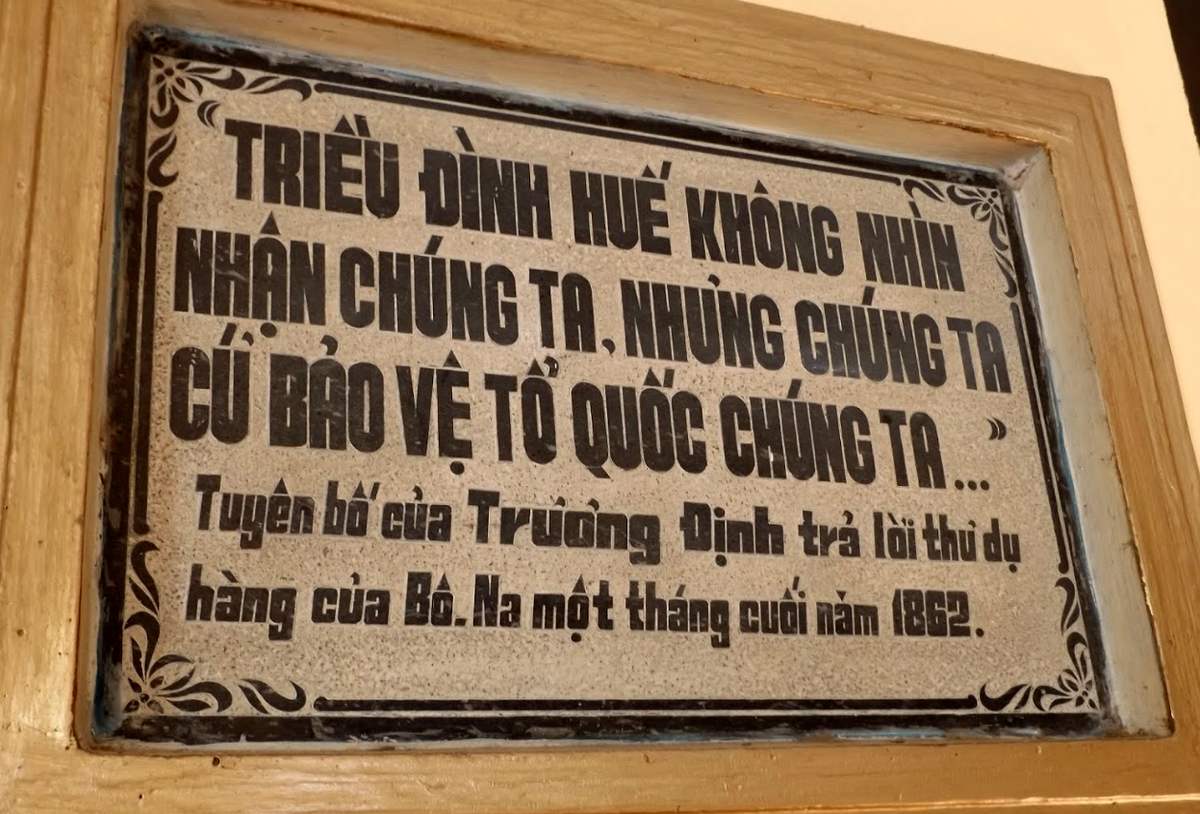 “TRIỀU ĐÌNH HUẾ KHÔNG NHÌN
NHẬN CHÚNG TA, NHƯNG CHÚNG TA
CỨ BẢO VỆ TỔ QUỐC CHÚNG TA...”
Tuyên bố của Trương Định trả lời thư dụ
hàng của Bô.Na một tháng cuối năm 1862.